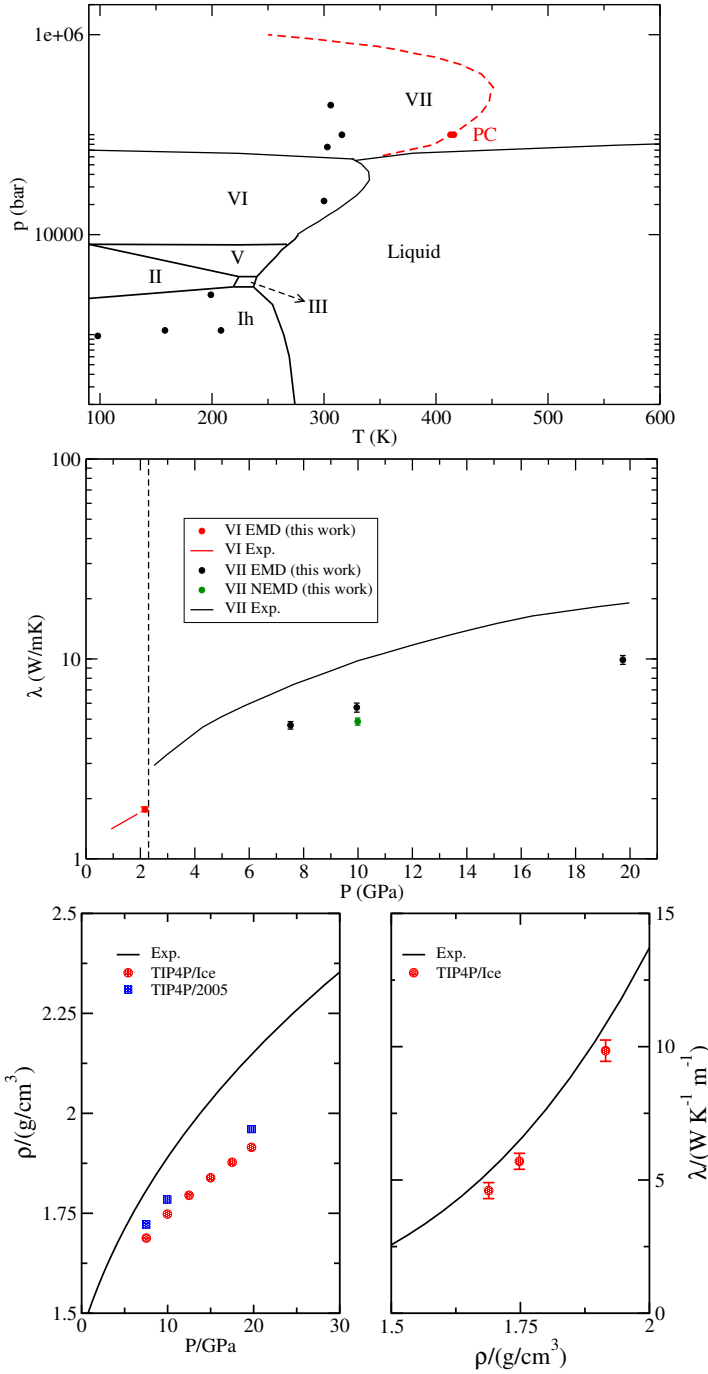 1e+06
VII
PC
p (bar)
VI
10000
V
Liquid
II
III
Ih
100
200
300
400
500
600
T (K)
100
VI EMD (this work)
VI Exp.
VII EMD (this work)
VII NEMD (this work)
VII Exp.
λ (W/mK)
10
1
0
2
4
6
8
10
12
14
16
18
20
P (GPa)
2.5
Exp.
TIP4P/Ice
TIP4P/2005
2.25
ρ/(g/cm³)
2
1.75
1.5
0
10
20
30
P/GPa
15
Exp.
TIP4P/Ice
10
λ/(W K⁻¹ m⁻¹)
5
0
1.5
1.75
2
ρ/(g/cm³)